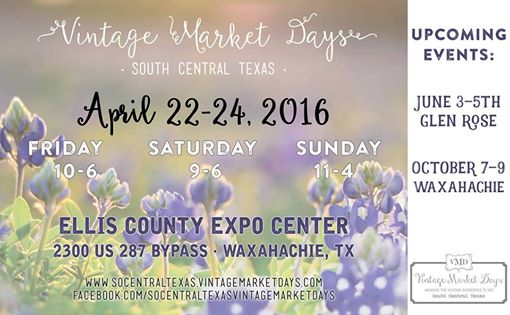 Vintage Market Days
· SOUTH CENTRAL TEXAS ·
April 22-24, 2016
FRIDAY SATURDAY SUNDAY
10-6 9-6 11-4
ELLIS COUNTY EXPO CENTER
2300 US 287 BYPASS · WAXAHACHIE, TX
WWW.SOCENTRALTEXAS.VINTAGEMARKETDAYS.COM
FACEBOOK.COM/SOCENTRALTEXASVINTAGEMARKETDAYS
UPCOMING
EVENTS:
JUNE 3-5TH
GLEN ROSE
OCTOBER 7-9
WAXAHACHIE
VMD
Vintage Market Days
South Central Texas